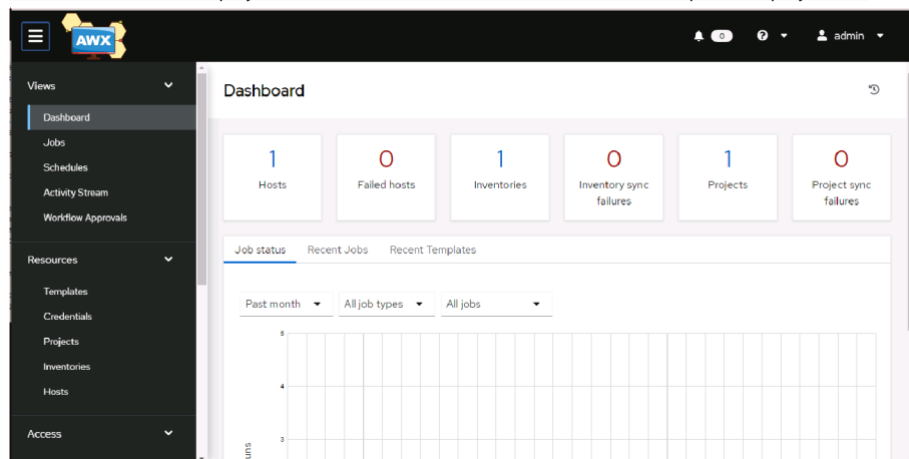 AWX
0
?
admin
Views
Dashboard
Jobs
Schedules
Activity Stream
Workflow Approvals
Resources
Templates
Credentials
Projects
Inventories
Hosts
Access
Dashboard
1
Hosts
0
Failed hosts
1
Inventories
0
Inventory sync
failures
1
Projects
0
Project sync
failures
Job status Recent Jobs Recent Templates
Past month All job types All jobs
5
4
3